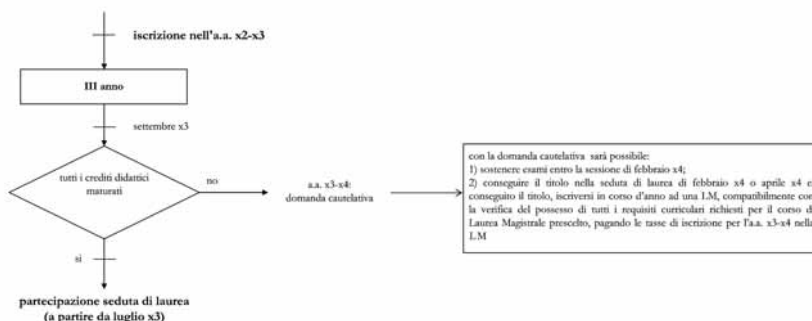 iscrizione nell'a.a. x2-x3
III anno
settembre x3
tutti i crediti didattici
maturati
no
a.a. x3-x4:
domanda cautelativa
con la domanda cautelativa sarà possibile:
1) sostenere esami entro la sessione di febbraio x4;
2) conseguire il titolo nella seduta di laurea di febbraio x4 o aprile x4 e,
conseguito il titolo, iscriversi in corso d'anno ad una LM, compatibilmente con
la verifica del possesso di tutti i requisiti curriculari richiesti per il corso di
Laurea Magistrale prescelto, pagando le tasse di iscrizione per l'a.a. x3-x4 nella
LM
si
partecipazione seduta di laurea
(a partire da luglio x3)